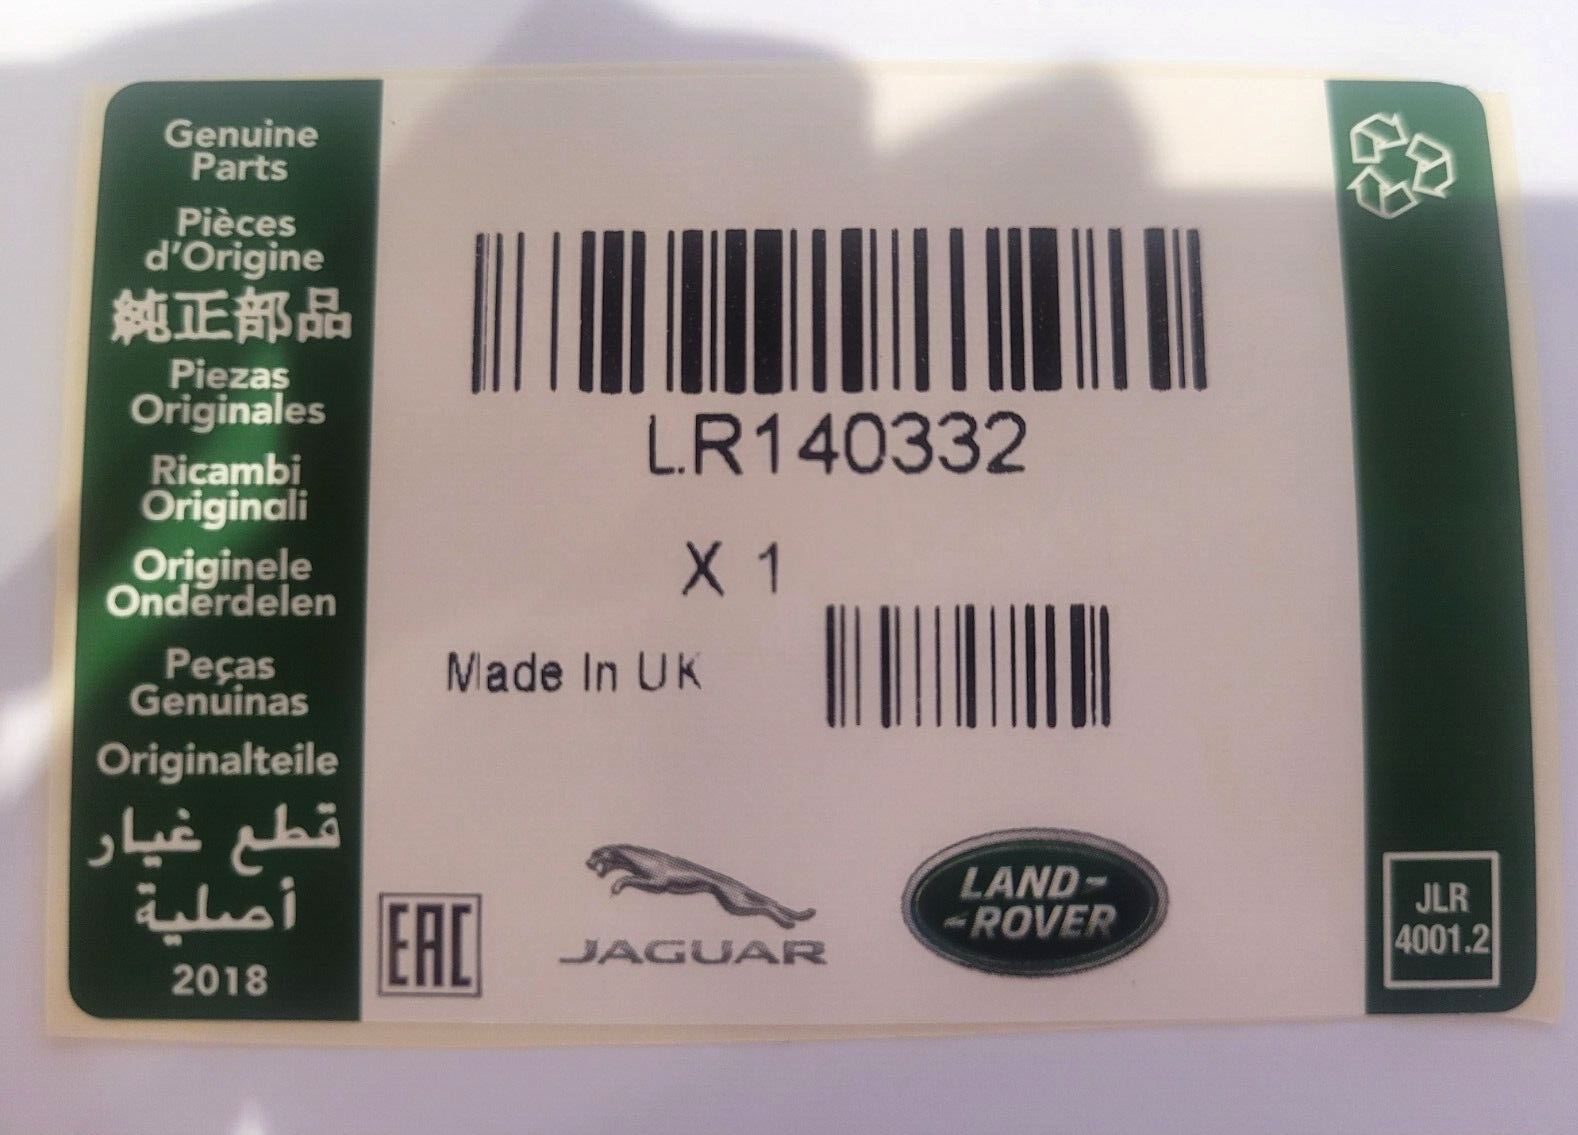 Genuine
Parts
Pièces
d'Origine
純正部品
Piezas
Originales
Ricambi
Originali
Originele
Onderdelen
Peças
Genuinas
Originalteile
قطع غيار
أصلية
2018
LR140332
X 1
Made In UK
EAC
JAGUAR
LAND-
-ROVER
JLR
4001.2